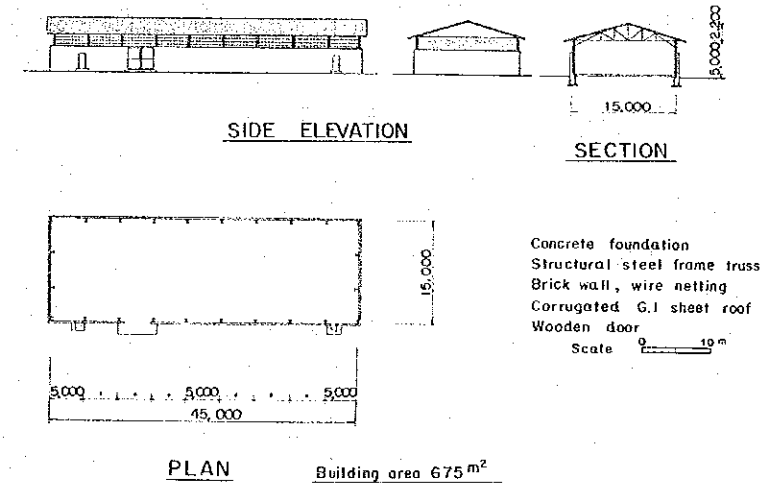 5,000 2,200
15,000
SIDE ELEVATION
SECTION
15,000
Concrete foundation
Structural steel frame truss
Brick wall, wire netting
Corrugated G.I sheet roof
Wooden door
Scale 0 10 m
5,000 5,000 5,000
45,000
PLAN
Building area 675 m²